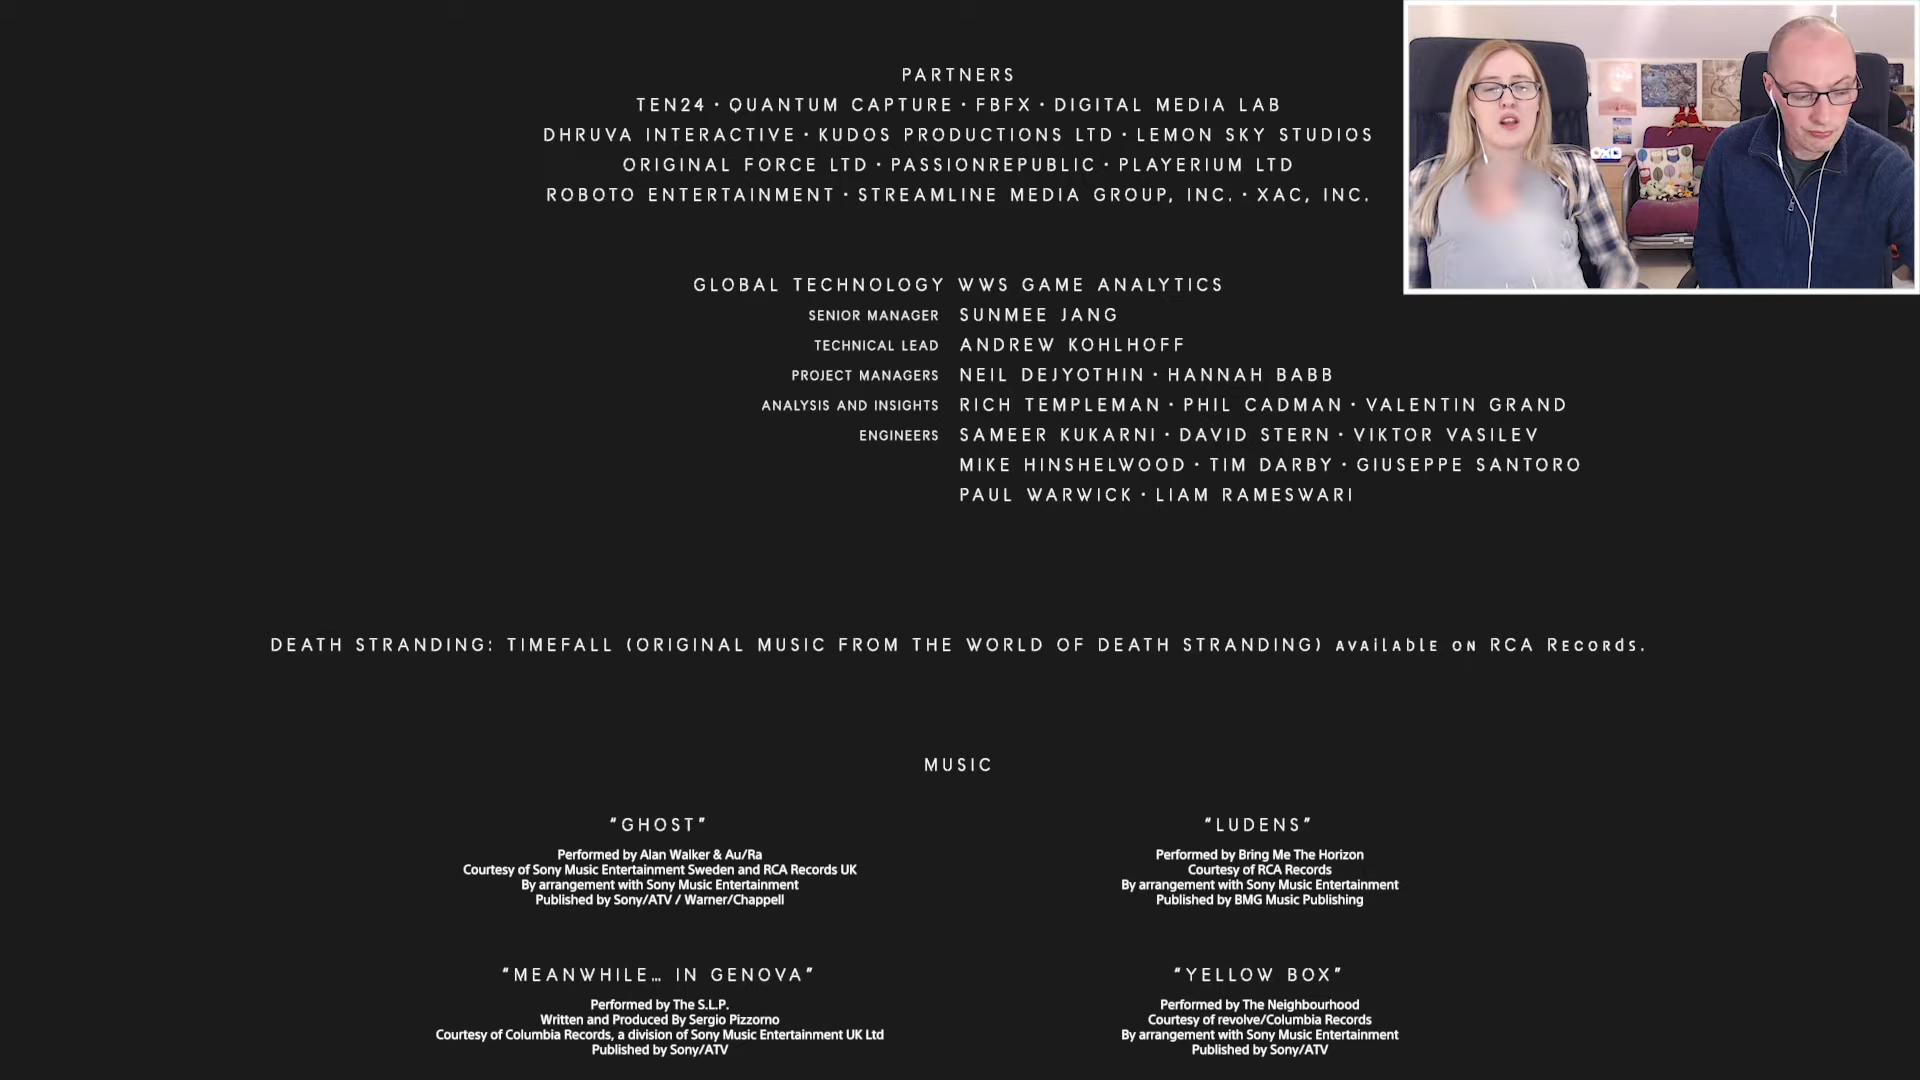 PARTNERS
TEN24 · QUANTUM CAPTURE · FBFX · DIGITAL MEDIA LAB
DHRUVA INTERACTIVE · KUDOS PRODUCTIONS LTD · LEMON SKY STUDIOS
ORIGINAL FORCE LTD · PASSIONREPUBLIC · PLAYERIUM LTD
ROBOTO ENTERTAINMENT · STREAMLINE MEDIA GROUP, INC. · XAC, INC.
GLOBAL TECHNOLOGY WWS GAME ANALYTICS
SENIOR MANAGER SUNMEE JANG
TECHNICAL LEAD ANDREW KOHLHOFF
PROJECT MANAGERS NEIL DEJYOTHIN · HANNAH BABB
ANALYSIS AND INSIGHTS RICH TEMPLEMAN · PHIL CADMAN · VALENTIN GRAND
ENGINEERS SAMEER KUKARNI · DAVID STERN · VIKTOR VASILEV
MIKE HINSHELWOOD · TIM DARBY · GIUSEPPE SANTORO
PAUL WARWICK · LIAM RAMESWARI
DEATH STRANDING: TIMEFALL (ORIGINAL MUSIC FROM THE WORLD OF DEATH STRANDING) available on RCA Records.
MUSIC
"GHOST"
Performed by Alan Walker & Au/Ra
Courtesy of Sony Music Entertainment Sweden and RCA Records UK
By arrangement with Sony Music Entertainment
Published by Sony/ATV / Warner/Chappell
"LUDENS"
Performed by Bring Me The Horizon
Courtesy of RCA Records
By arrangement with Sony Music Entertainment
Published by BMG Music Publishing
"MEANWHILE... IN GENOVA"
Performed by The S.L.P.
Written and Produced By Sergio Pizzorno
Courtesy of Columbia Records, a division of Sony Music Entertainment UK Ltd
Published by Sony/ATV
"YELLOW BOX"
Performed by The Neighbourhood
Courtesy of revolve/Columbia Records
By arrangement with Sony Music Entertainment
Published by Sony/ATV